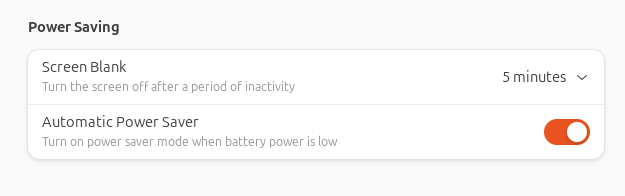 Power Saving
Screen Blank
Turn the screen off after a period of inactivity
5 minutes
Automatic Power Saver
Turn on power saver mode when battery power is low